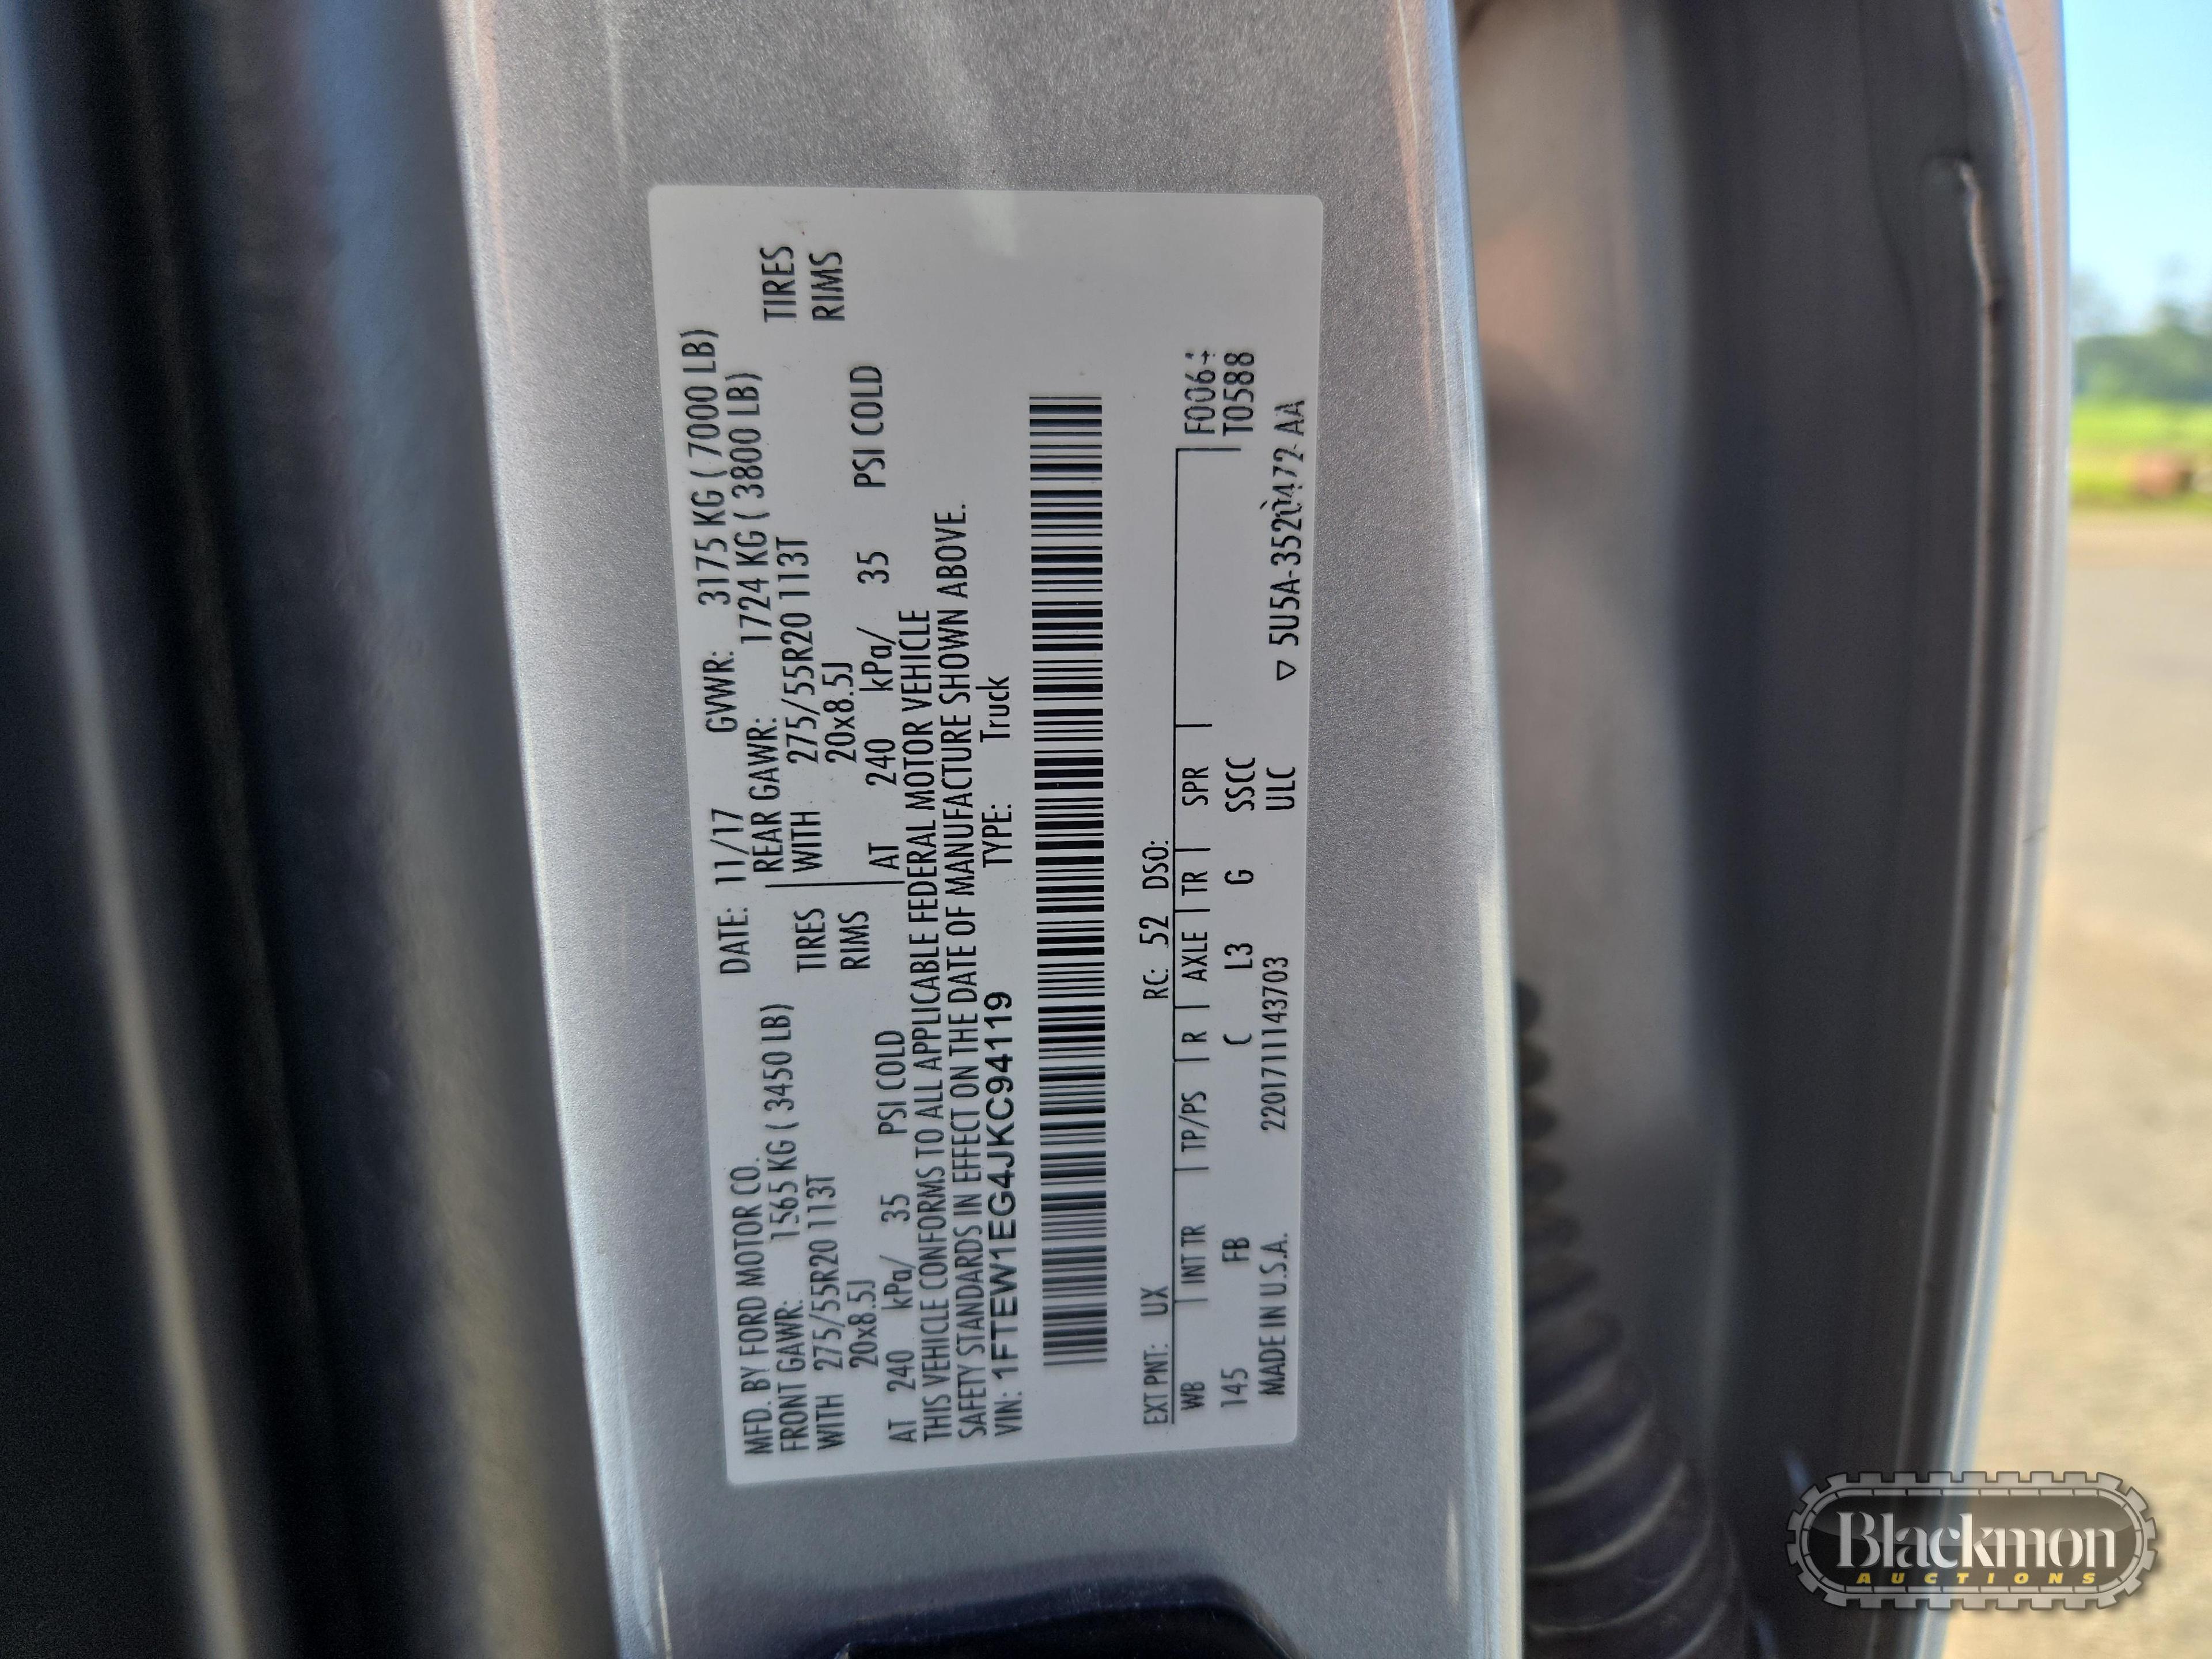 MFD. BY FORD MOTOR CO. DATE: 11/17 GVWR: 3175 KG ( 7000 LB)
FRONT GAWR: 1565 KG ( 3450 LB) REAR GAWR: 1724 KG ( 3800 LB)
WITH 275/55R20 113T TIRES WITH 275/55R20 113T TIRES
20x8.5J RIMS 20x8.5J RIMS
AT 240 kPa/ 35 PSI COLD AT 240 kPa/ 35 PSI COLD
THIS VEHICLE CONFORMS TO ALL APPLICABLE FEDERAL MOTOR VEHICLE
SAFETY STANDARDS IN EFFECT ON THE DATE OF MANUFACTURE SHOWN ABOVE.
VIN: 1FTEW1EG4JKC94119 TYPE: Truck
EXT PNT: UX RC: 52 DSO:
WB INT TR TP/PS R AXLE TR SPR
145 FB C L3 G SSCC T0588
MADE IN U.S.A. 220171111143703 ULC ▽ 5U5A-3520472-AA
Blackmon
AUCTIONS